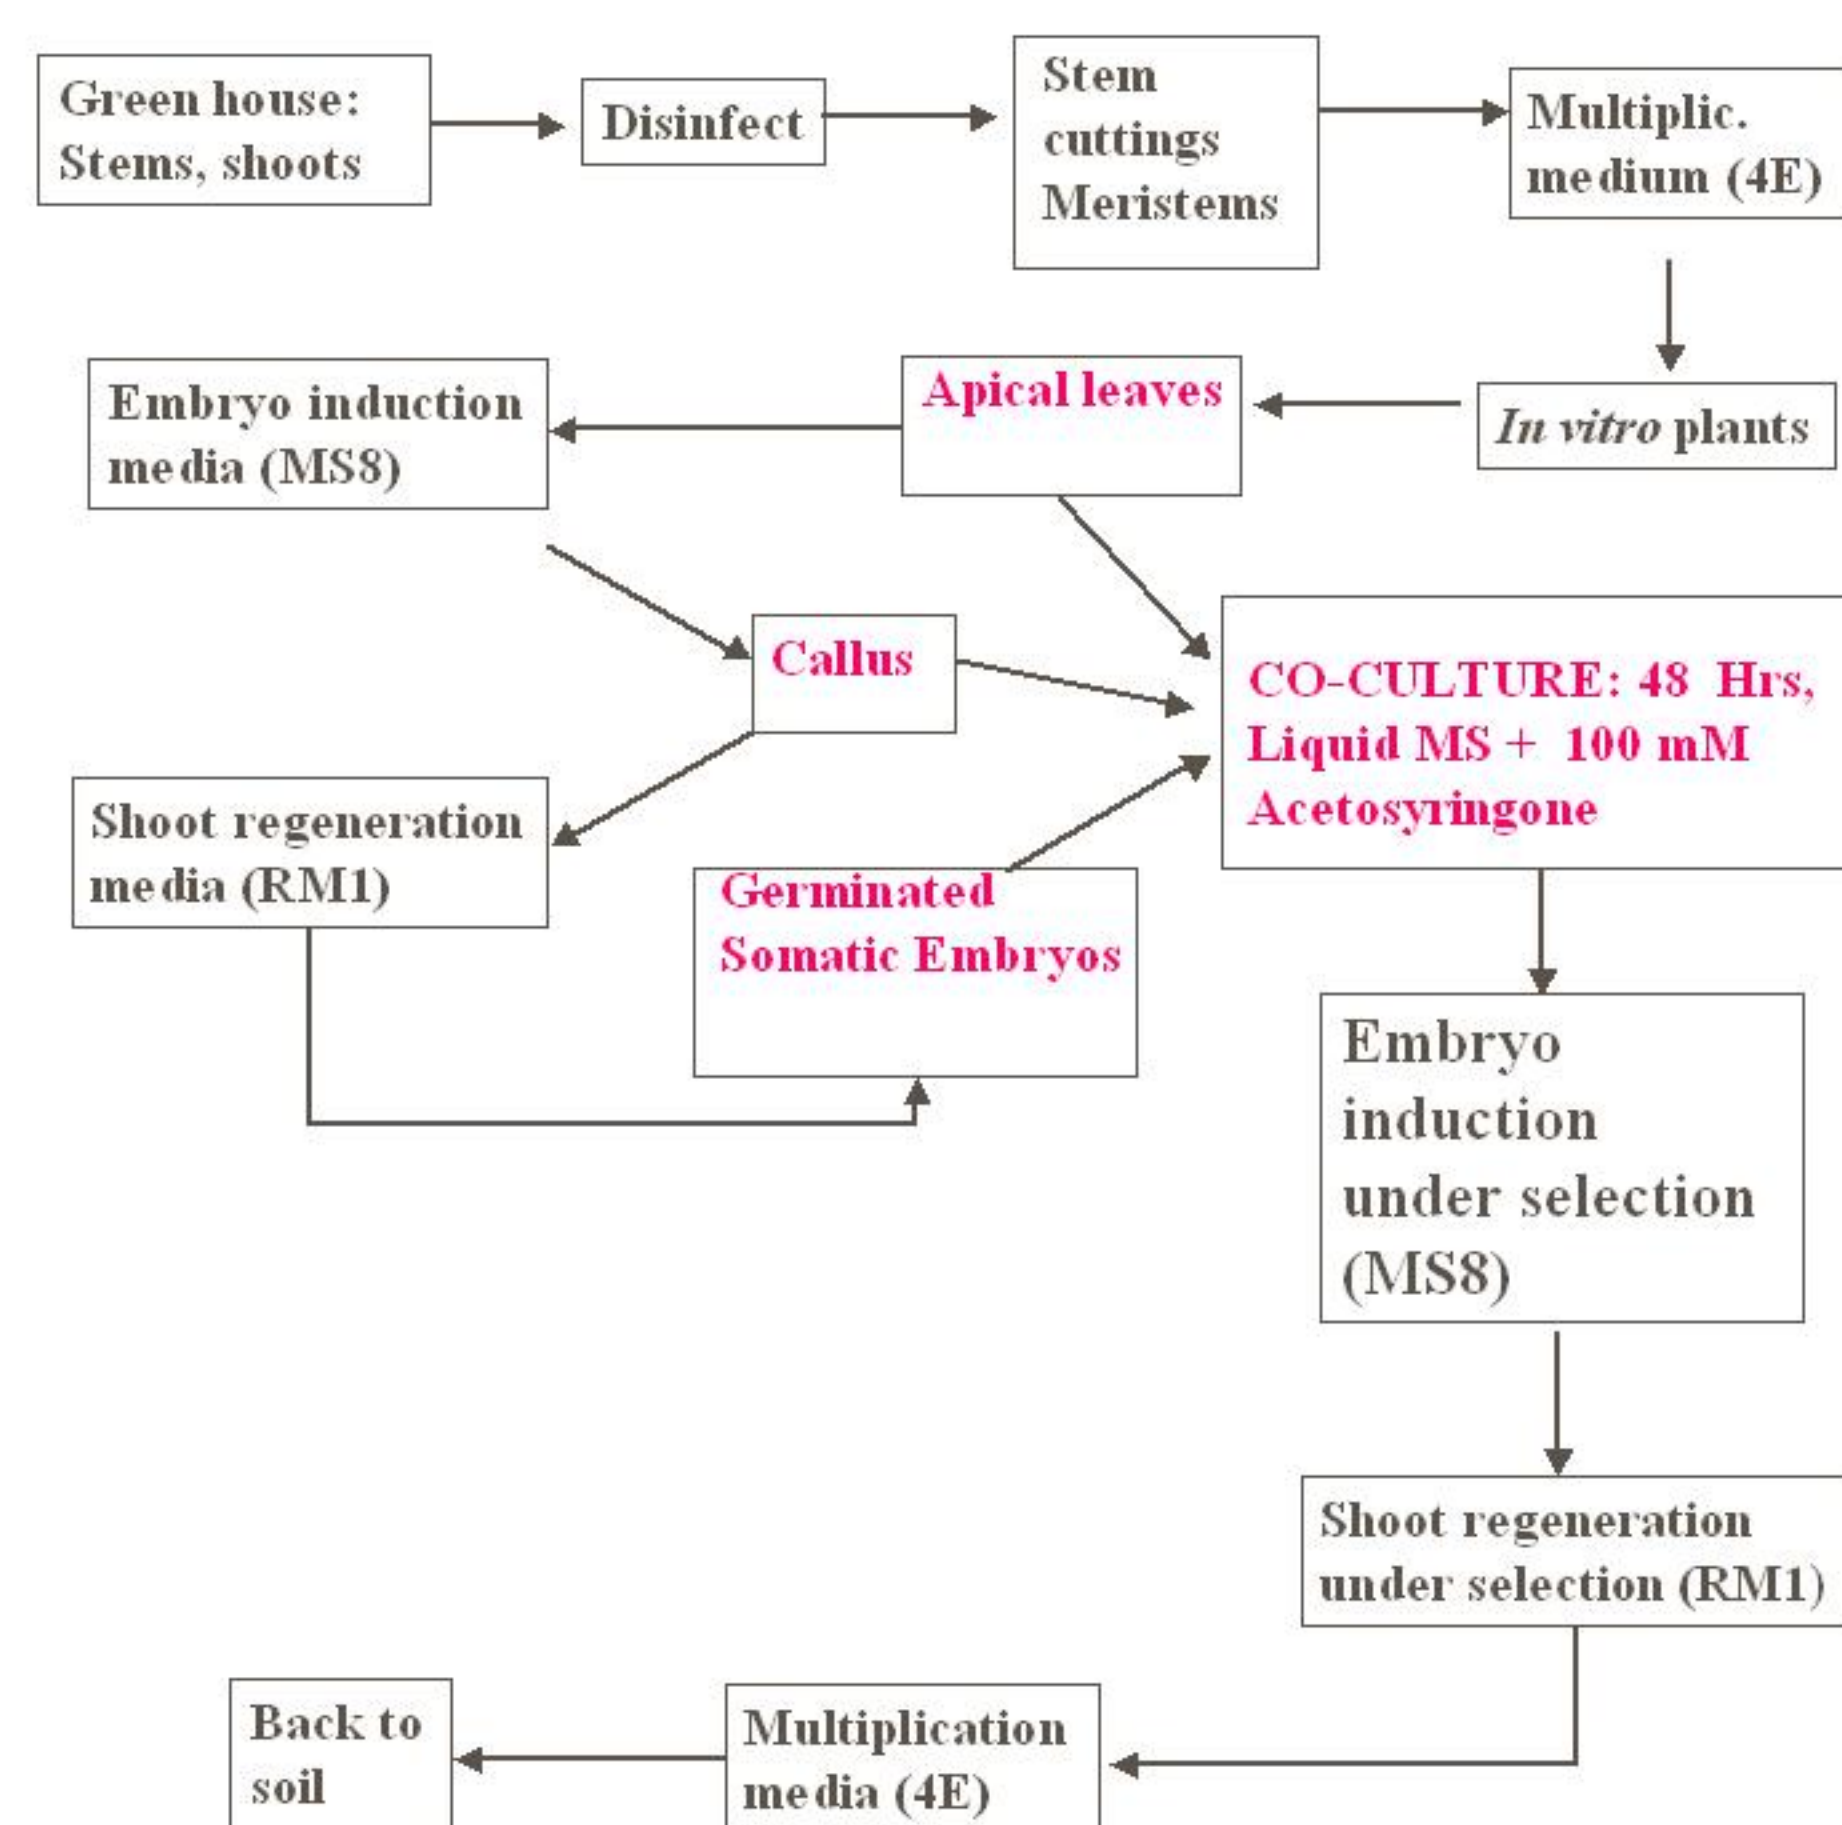 Green house:
Stems, shoots
Disinfect
Stem
cuttings
Meristems
Multiplic.
medium (4E)
Embryo induction
media (MS8)
Apical leaves
In vitro plants
Callus
CO-CULTURE: 48 Hrs,
Liquid MS + 100 mM
Acetosyringone
Shoot regeneration
media (RM1)
Germinated
Somatic Embryos
Embryo
induction
under selection
(MS8)
Shoot regeneration
under selection (RM1)
Back to
soil
Multiplication
media (4E)